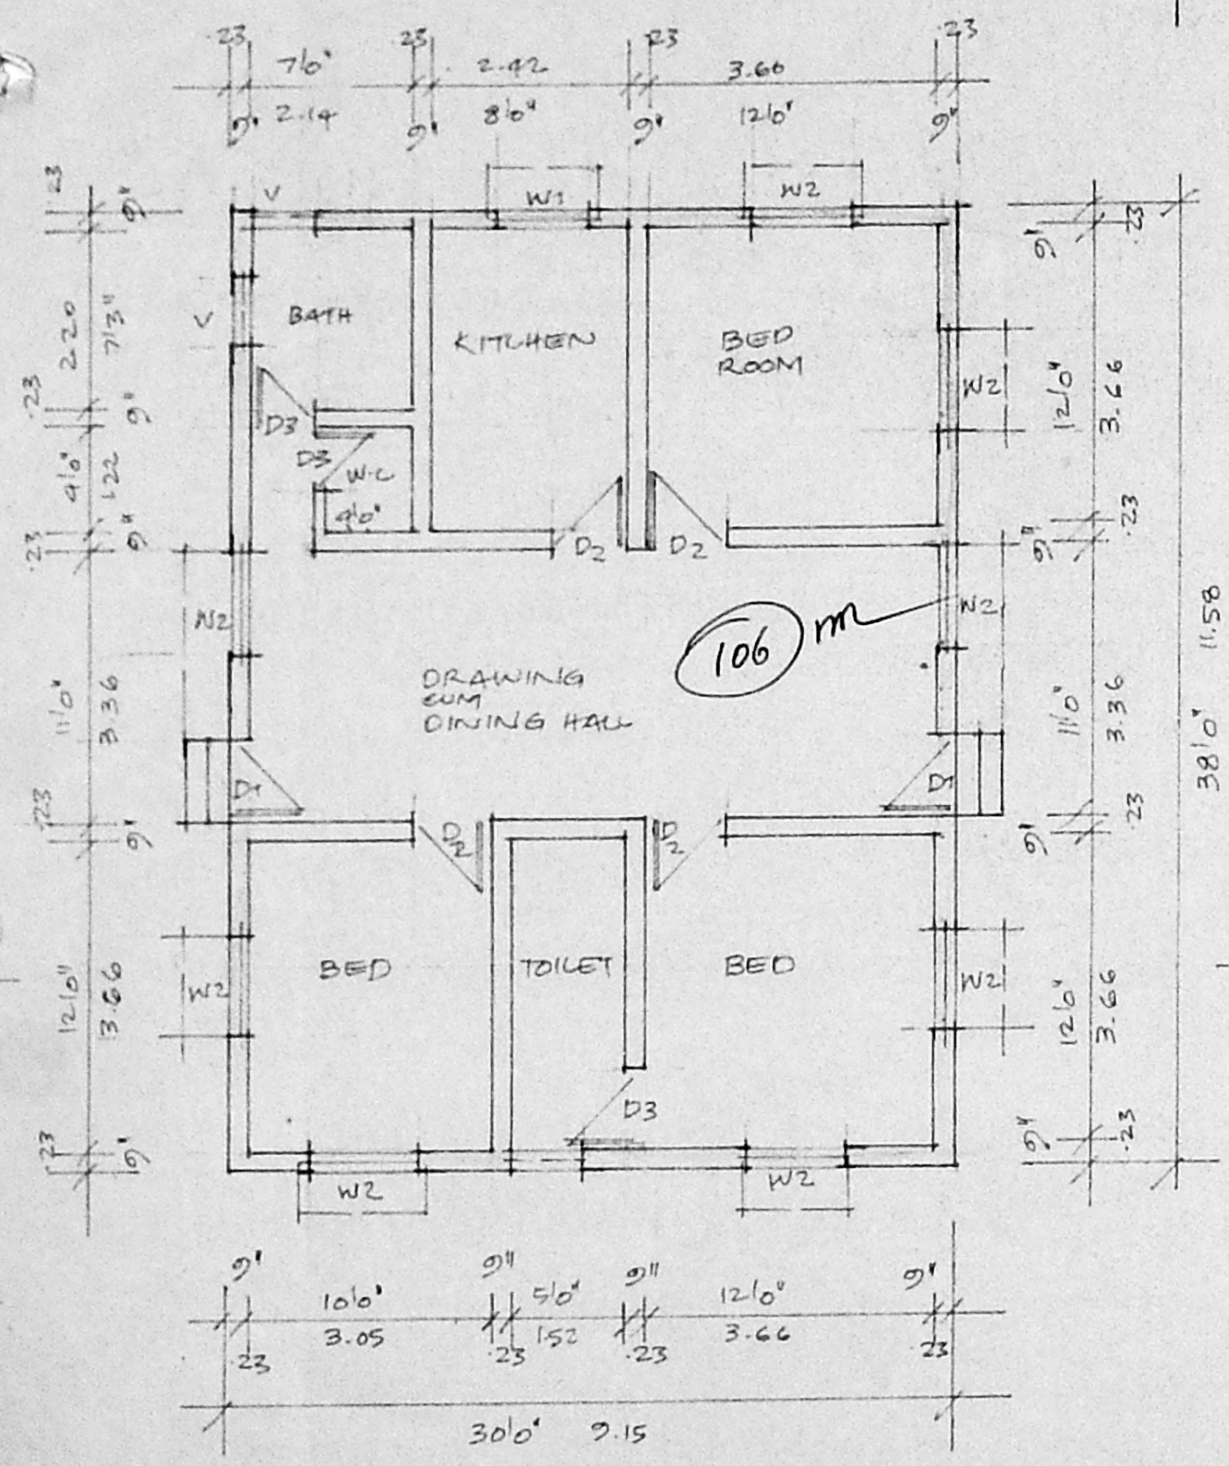 .23 .23 .23 .23
7'0" 2.42 3.66
9" 2.14 9" 8'0" 9" 12'0" 9"
.23 9"
V W1 W2
9" .23
V
BATH
KITCHEN
BED
ROOM
2.20 7'3"
W2
12'0" 3.66
.23 9"
D3
D3
W.C
4'0"
4'0" 1.22
.23 9"
D2 D2
9" .23
W2
W2
106 m
DRAWING
CUM
DINING HALL
11'0" 3.36
11'0" 3.36
38'0" 11.58
D1 D1
.23 9"
D2 D2
9" .23
BED TOILET BED
12'0" 3.66
W2 W2
12'0" 3.66
D3
.23 9"
9" .23
W2 W2
9" 9" 9" 9"
10'0" 5'0" 12'0"
3.05 1.52 3.66
.23 .23 .23 .23
30'0" 9.15